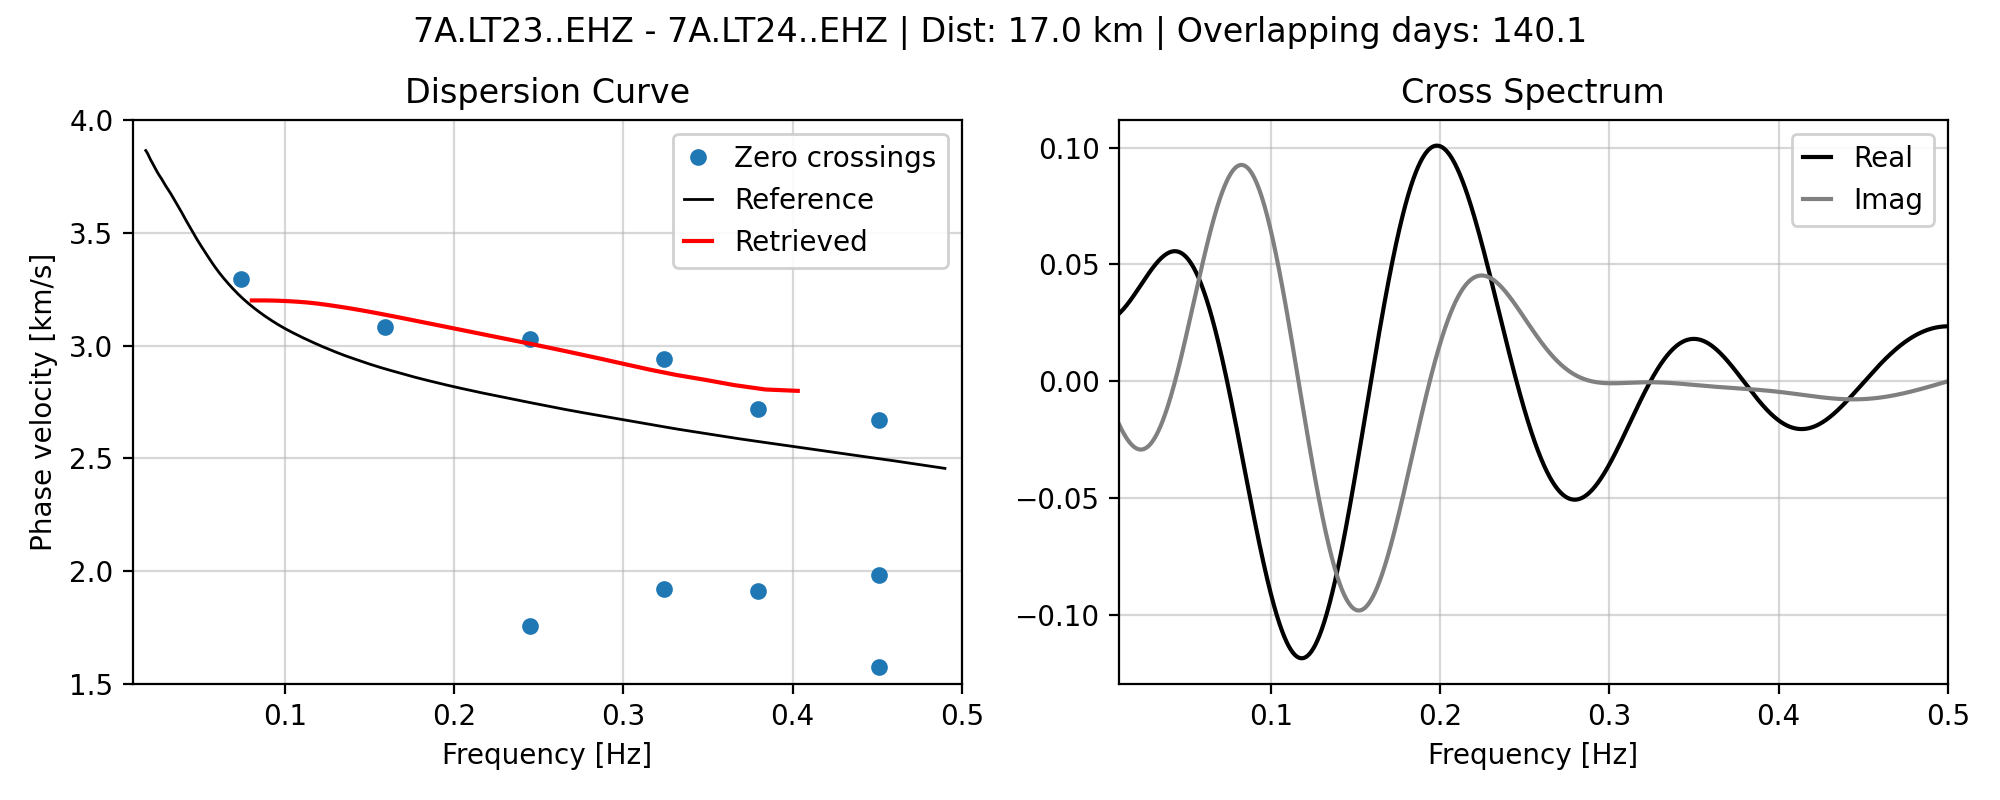 7A.LT23..EHZ - 7A.LT24..EHZ | Dist: 17.0 km | Overlapping days: 140.1
Dispersion Curve
Zero crossings
Reference
Retrieved
Phase velocity [km/s]
4.0
3.5
3.0
2.5
2.0
1.5
0.1
0.2
0.3
0.4
0.5
Frequency [Hz]
Cross Spectrum
Real
Imag
0.10
0.05
0.00
−0.05
−0.10
0.1
0.2
0.3
0.4
0.5
Frequency [Hz]